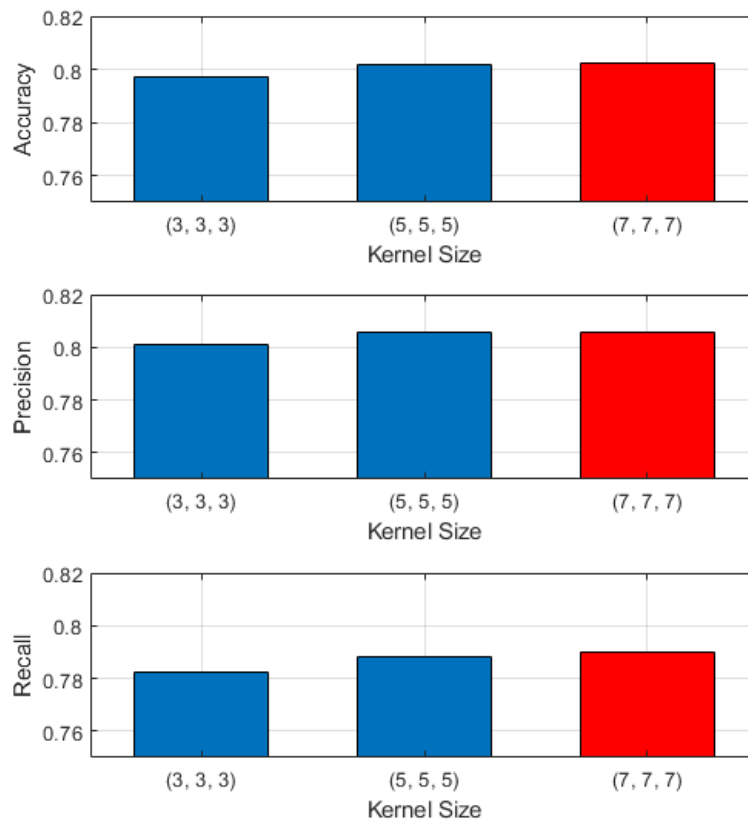 Accuracy
0.82
0.8
0.78
0.76
(3, 3, 3) (5, 5, 5) (7, 7, 7)
Kernel Size
Precision
0.82
0.8
0.78
0.76
(3, 3, 3) (5, 5, 5) (7, 7, 7)
Kernel Size
Recall
0.82
0.8
0.78
0.76
(3, 3, 3) (5, 5, 5) (7, 7, 7)
Kernel Size